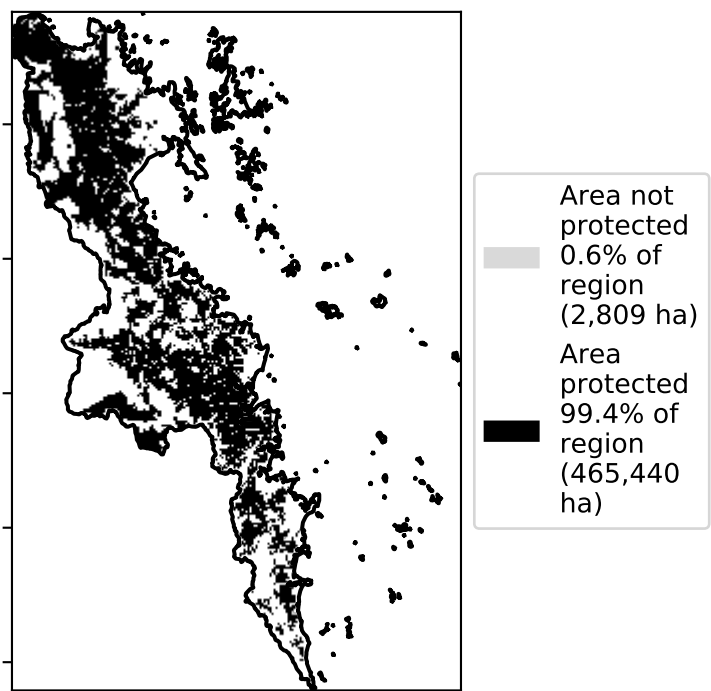 Area not
protected
0.6% of
region
(2,809 ha)
Area
protected
99.4% of
region
(465,440
ha)